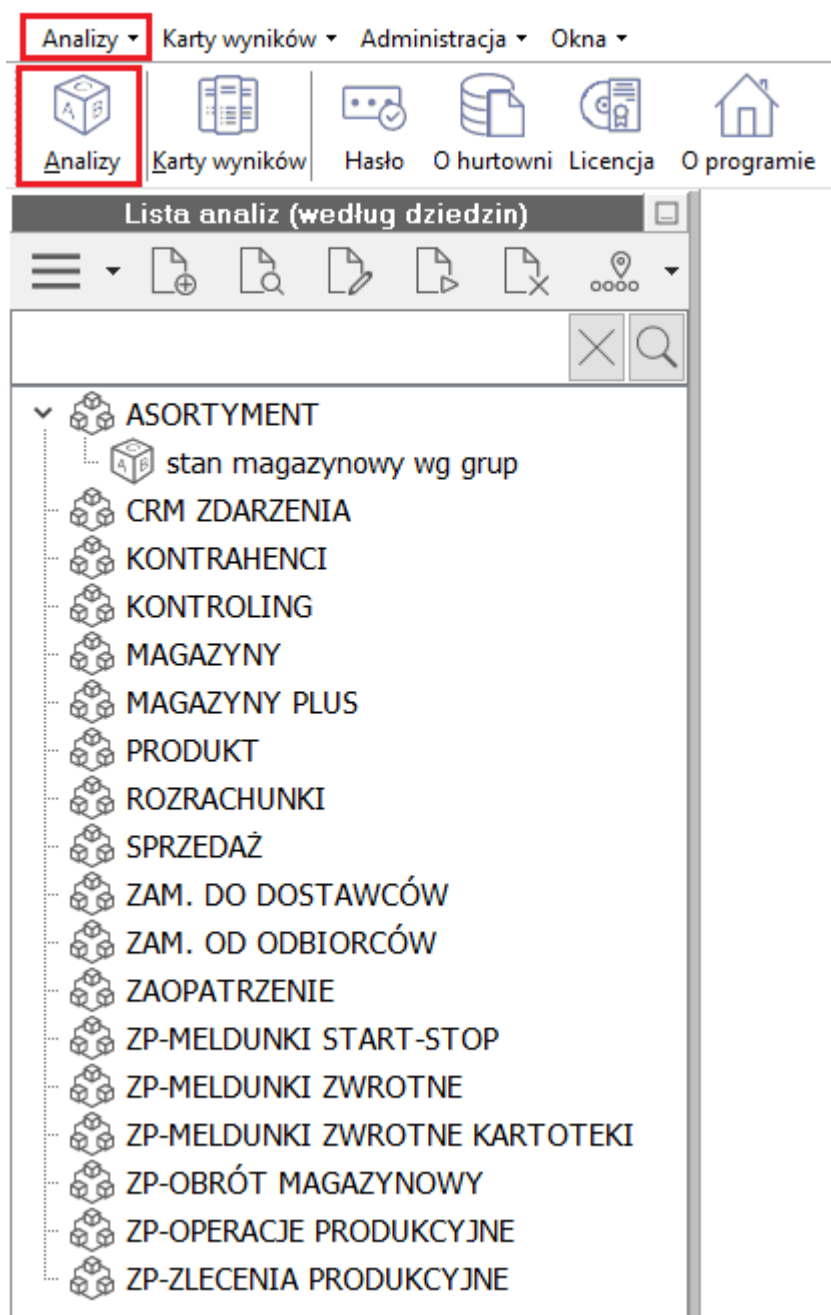 Analizy Karty wyników Administracja Okna
Analizy Karty wyników Hasło O hurtowni Licencja O programie
Lista analiz (według dziedzin)
ASORTYMENT
stan magazynowy wg grup
CRM ZDARZENIA
KONTRAHENCI
KONTROLING
MAGAZYNY
MAGAZYNY PLUS
PRODUKT
ROZRACHUNKI
SPRZEDAŻ
ZAM. DO DOSTAWCÓW
ZAM. OD ODBIORCÓW
ZAOPATRZENIE
ZP-MELDUNKI START-STOP
ZP-MELDUNKI ZWROTNE
ZP-MELDUNKI ZWROTNE KARTOTEKI
ZP-OBRÓT MAGAZYNOWY
ZP-OPERACJE PRODUKCYJNE
ZP-ZLECENIA PRODUKCYJNE